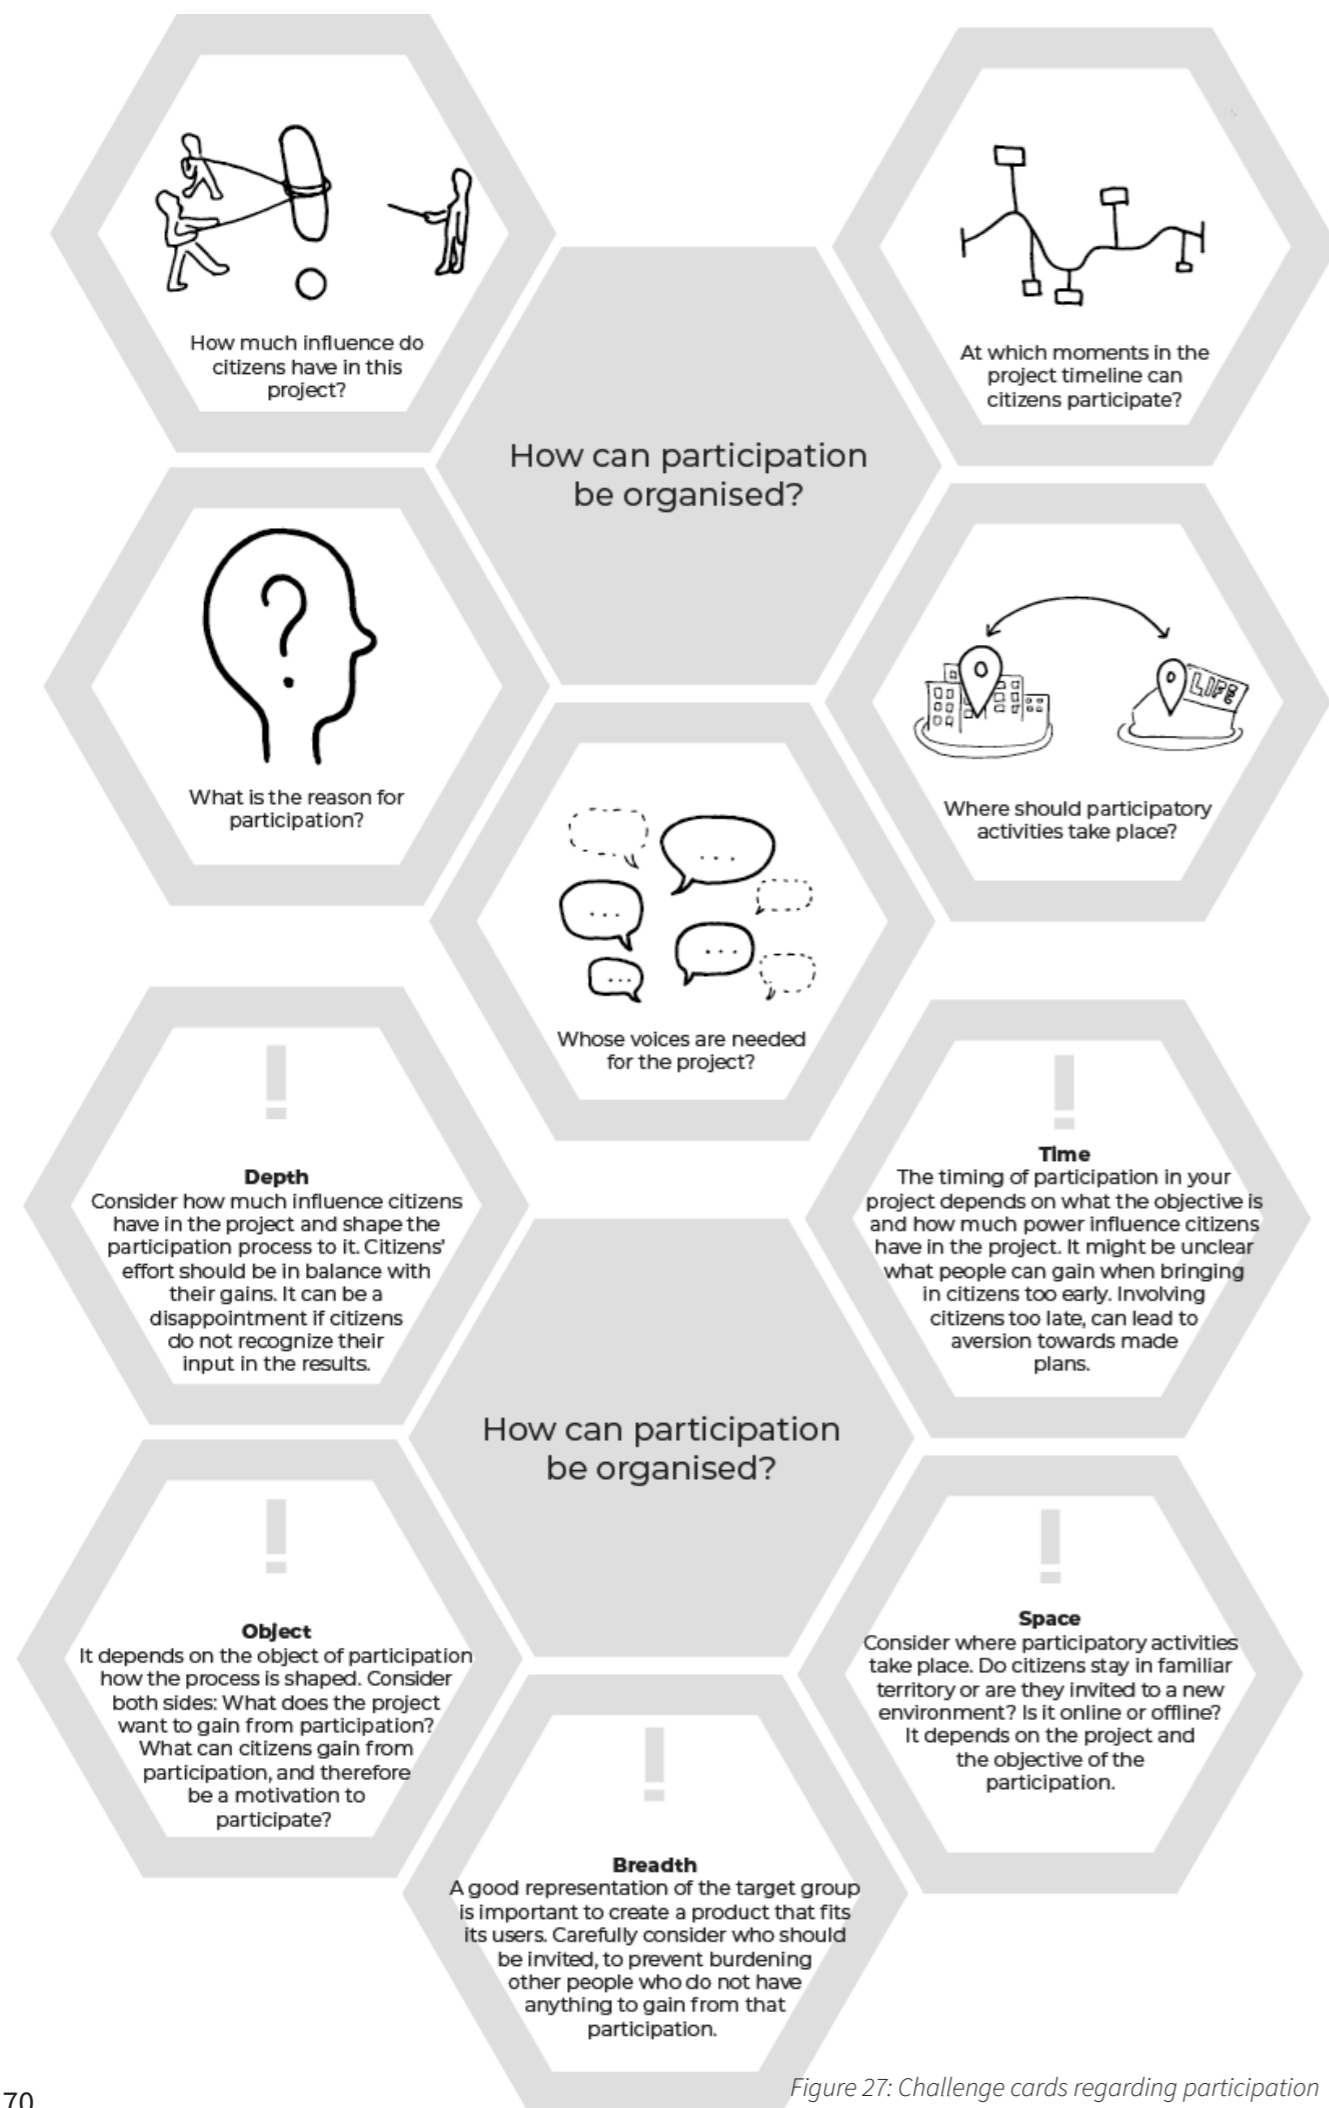 How much influence do
citizens have in this
project?
At which moments in the
project timeline can
citizens participate?
How can participation
be organised?
What is the reason for
participation?
LIFE
Where should participatory
activities take place?
Whose voices are needed
for the project?
Depth
Consider how much influence citizens
have in the project and shape the
participation process to it. Citizens'
effort should be in balance with
their gains. It can be a
disappointment if citizens
do not recognize their
input in the results.
Time
The timing of participation in your
project depends on what the objective is
and how much power influence citizens
have in the project. It might be unclear
what people can gain when bringing
in citizens too early. Involving
citizens too late, can lead to
aversion towards made
plans.
How can participation
be organised?
Object
It depends on the object of participation
how the process is shaped. Consider
both sides: What does the project
want to gain from participation?
What can citizens gain from
participation, and therefore
be a motivation to
participate?
Space
Consider where participatory activities
take place. Do citizens stay in familiar
territory or are they invited to a new
environment? Is it online or offline?
It depends on the project and
the objective of the
participation.
Breadth
A good representation of the target group
is important to create a product that fits
its users. Carefully consider who should
be invited, to prevent burdening
other people who do not have
anything to gain from that
participation.
Figure 27: Challenge cards regarding participation
70